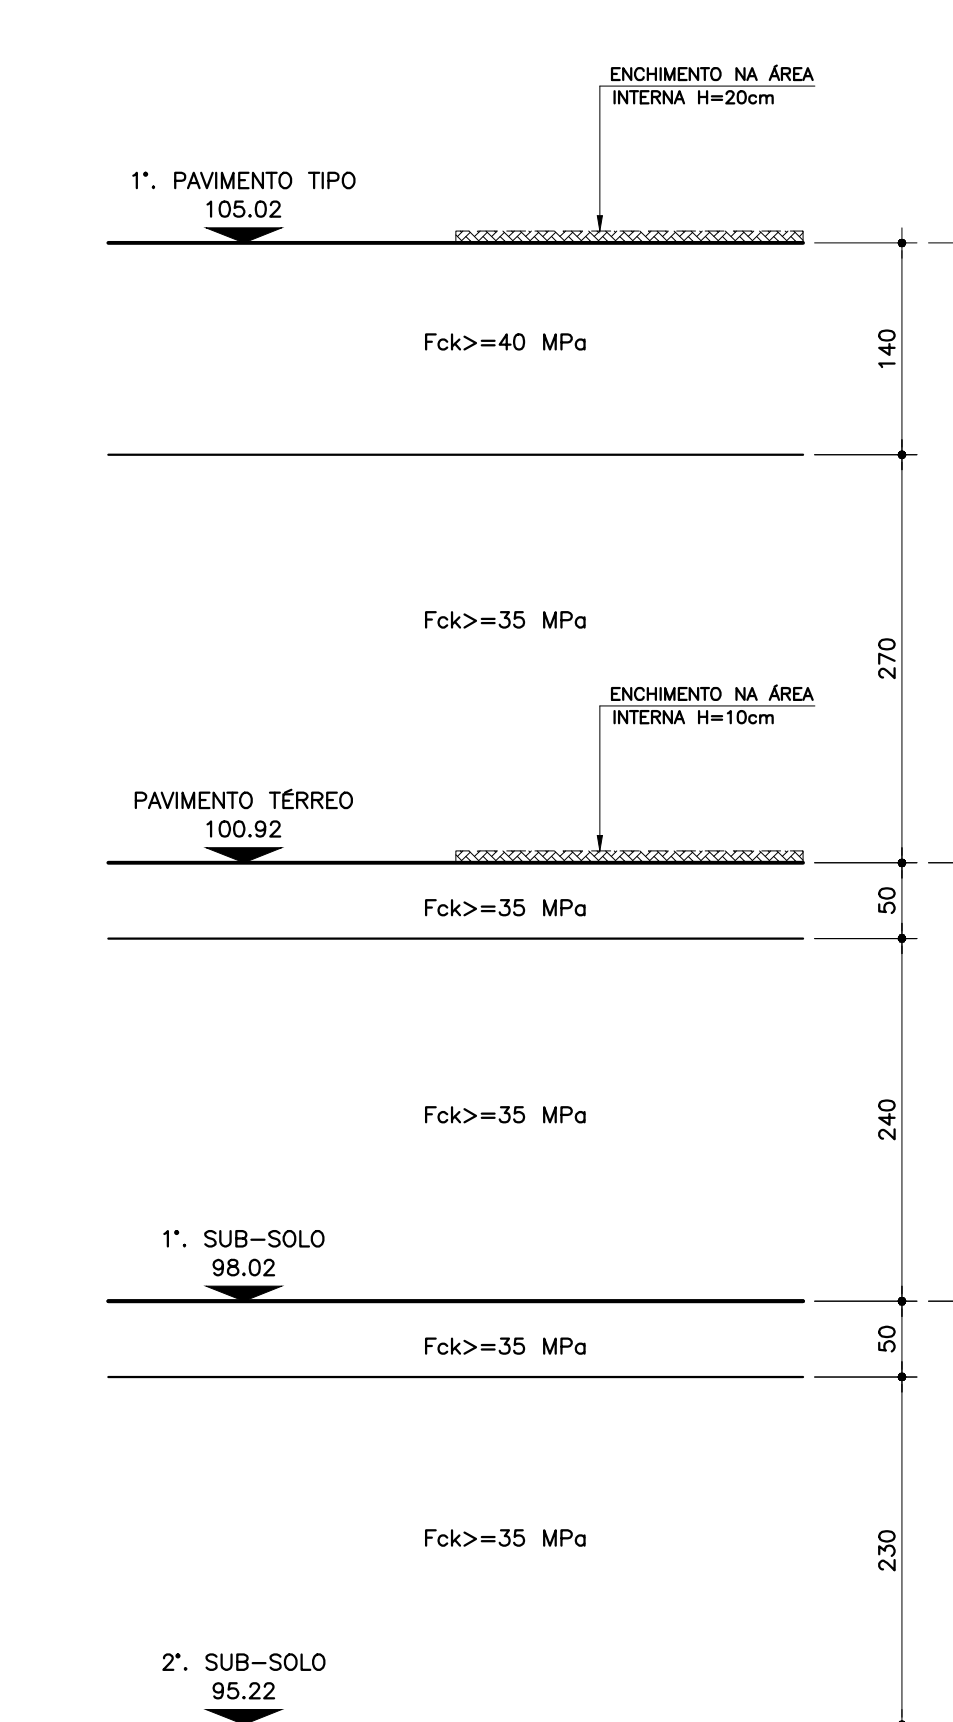 ENCHIMENTO NA ÁREA
INTERNA H=20cm
1°. PAVIMENTO TIPO
105.02
Fck>=40 MPa
140
Fck>=35 MPa
270
ENCHIMENTO NA ÁREA
INTERNA H=10cm
PAVIMENTO TÉRREO
100.92
Fck>=35 MPa
50
Fck>=35 MPa
240
1°. SUB-SOLO
98.02
Fck>=35 MPa
50
Fck>=35 MPa
230
2°. SUB-SOLO
95.22